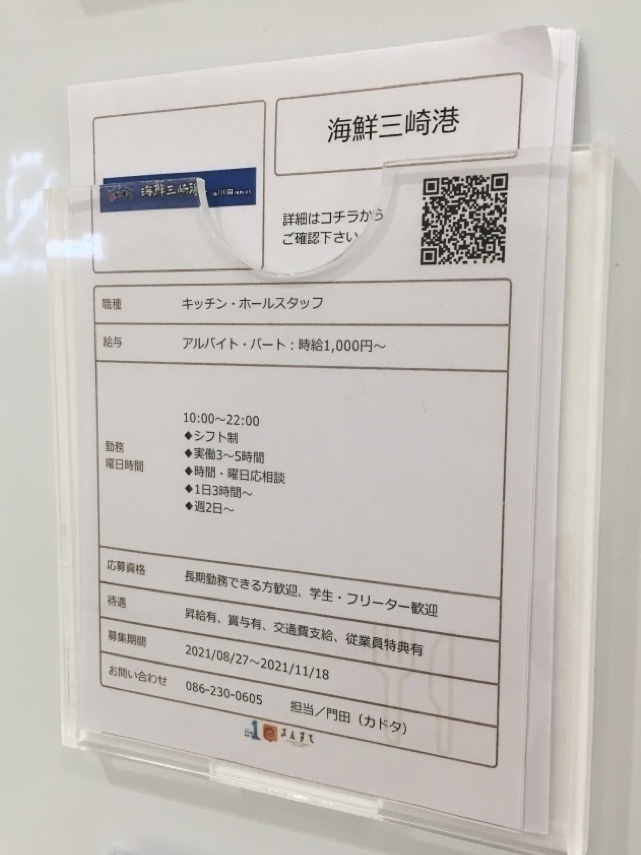 海鮮三崎港
海鮮三崎港
詳細はコチラから
ご確認下さい
職種 キッチン・ホールスタッフ
給与 アルバイト・パート：時給1,000円～
勤務
曜日時間
10:00～22:00
◆シフト制
◆実働3～5時間
◆時間・曜日応相談
◆1日3時間～
◆週2日～
応募資格 長期勤務できる方歓迎、学生・フリーター歓迎
待遇 昇給有、賞与有、交通費支給、従業員特典有
募集期間 2021/08/27～2021/11/18
お問い合わせ 086-230-0605 担当／門田（カドタ）